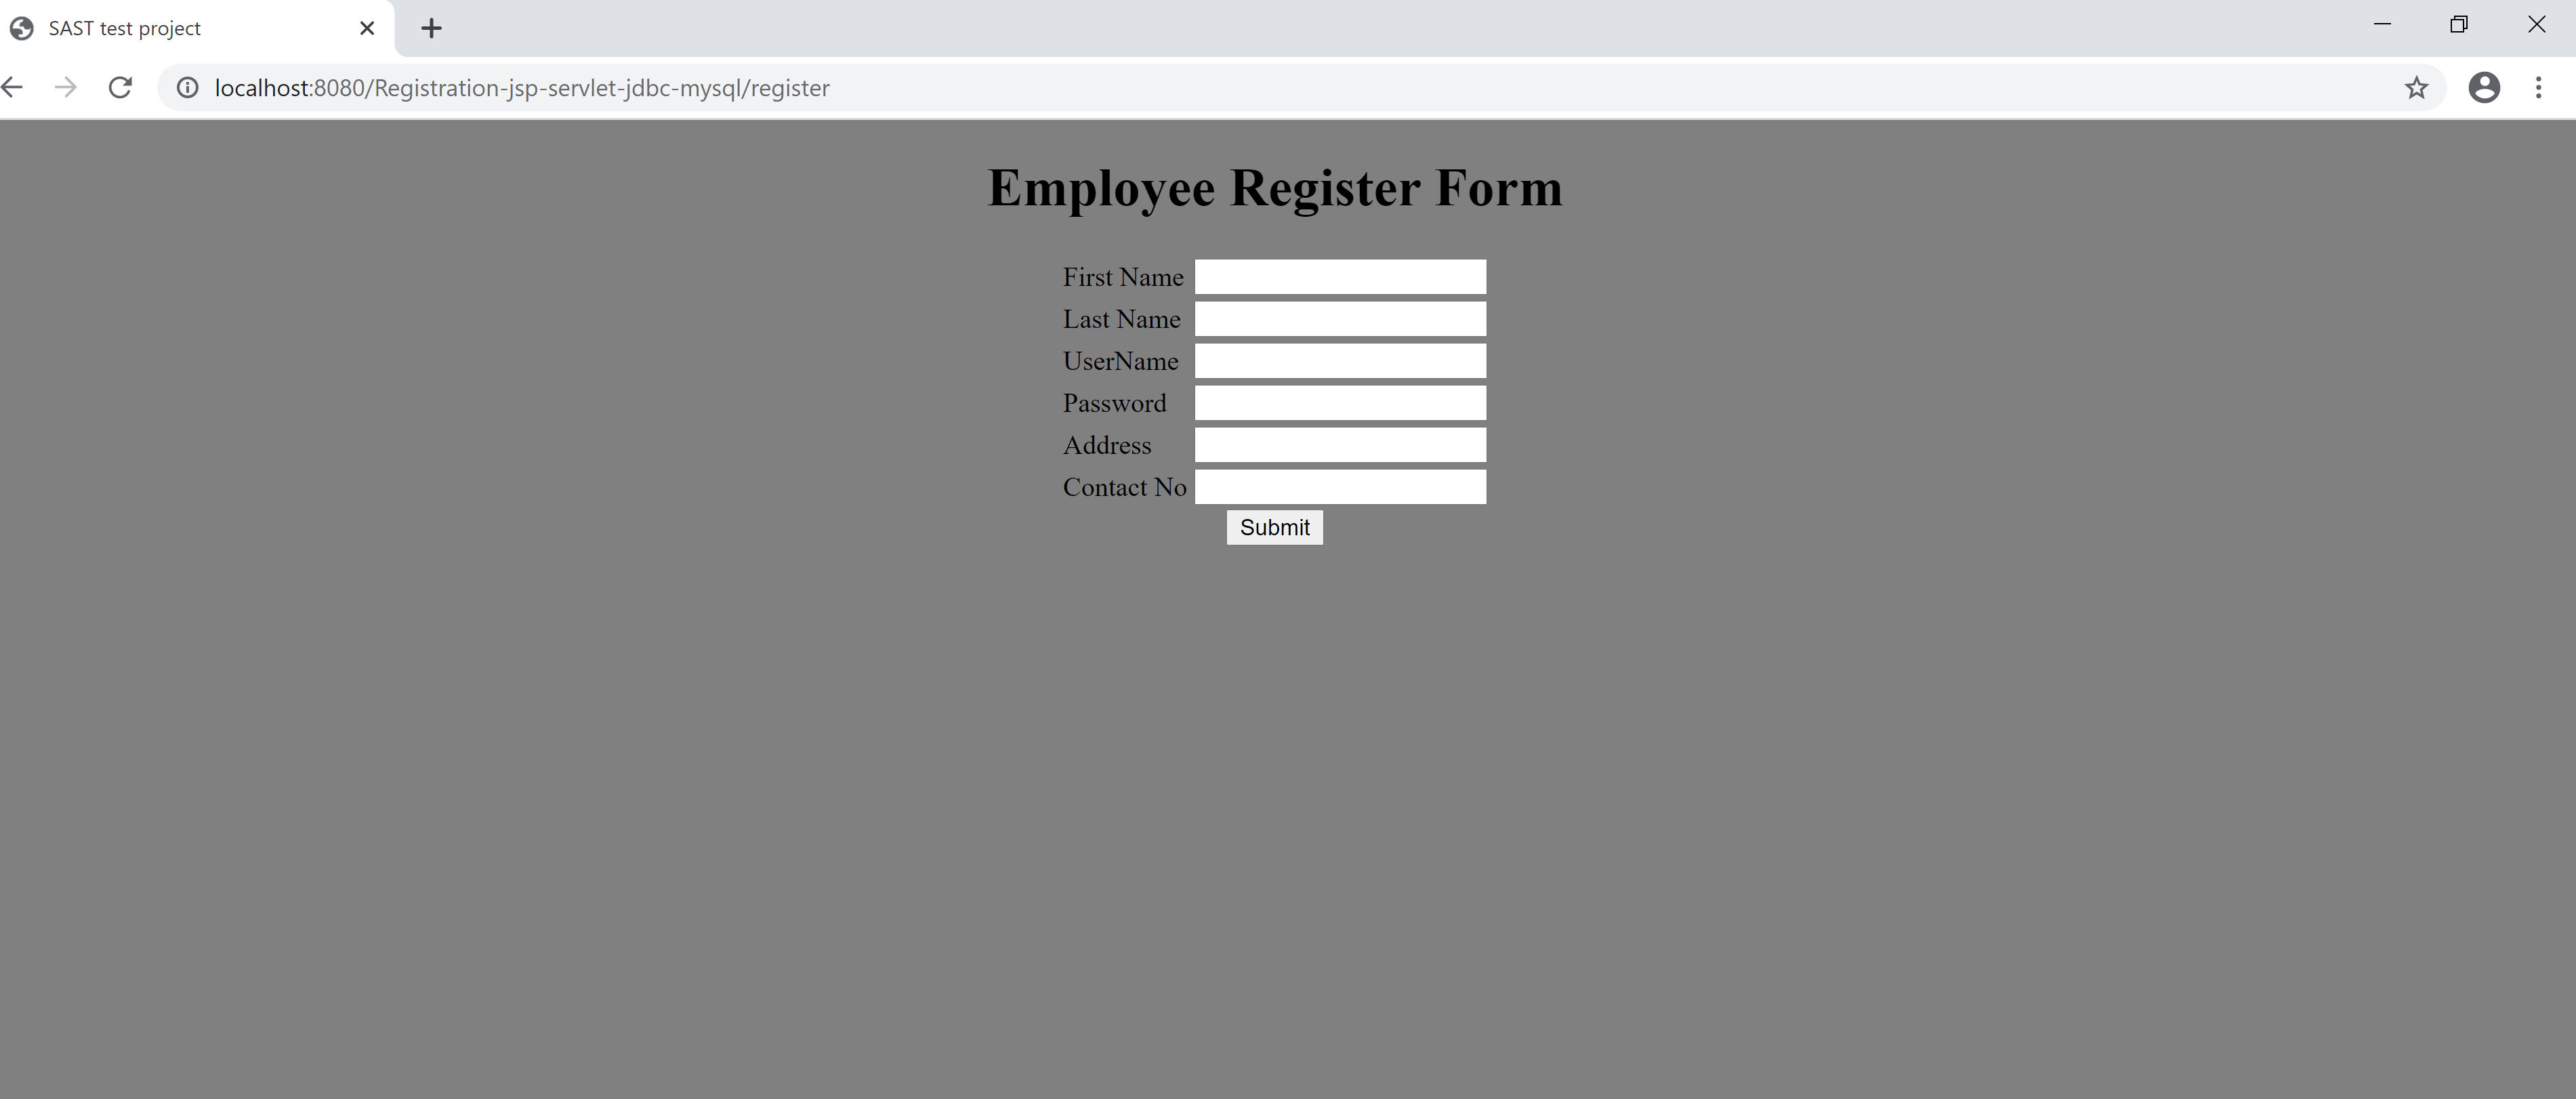 SAST test project
localhost:8080/Registration-jsp-servlet-jdbc-mysql/register
Employee Register Form
First Name
Last Name
UserName
Password
Address
Contact No
Submit